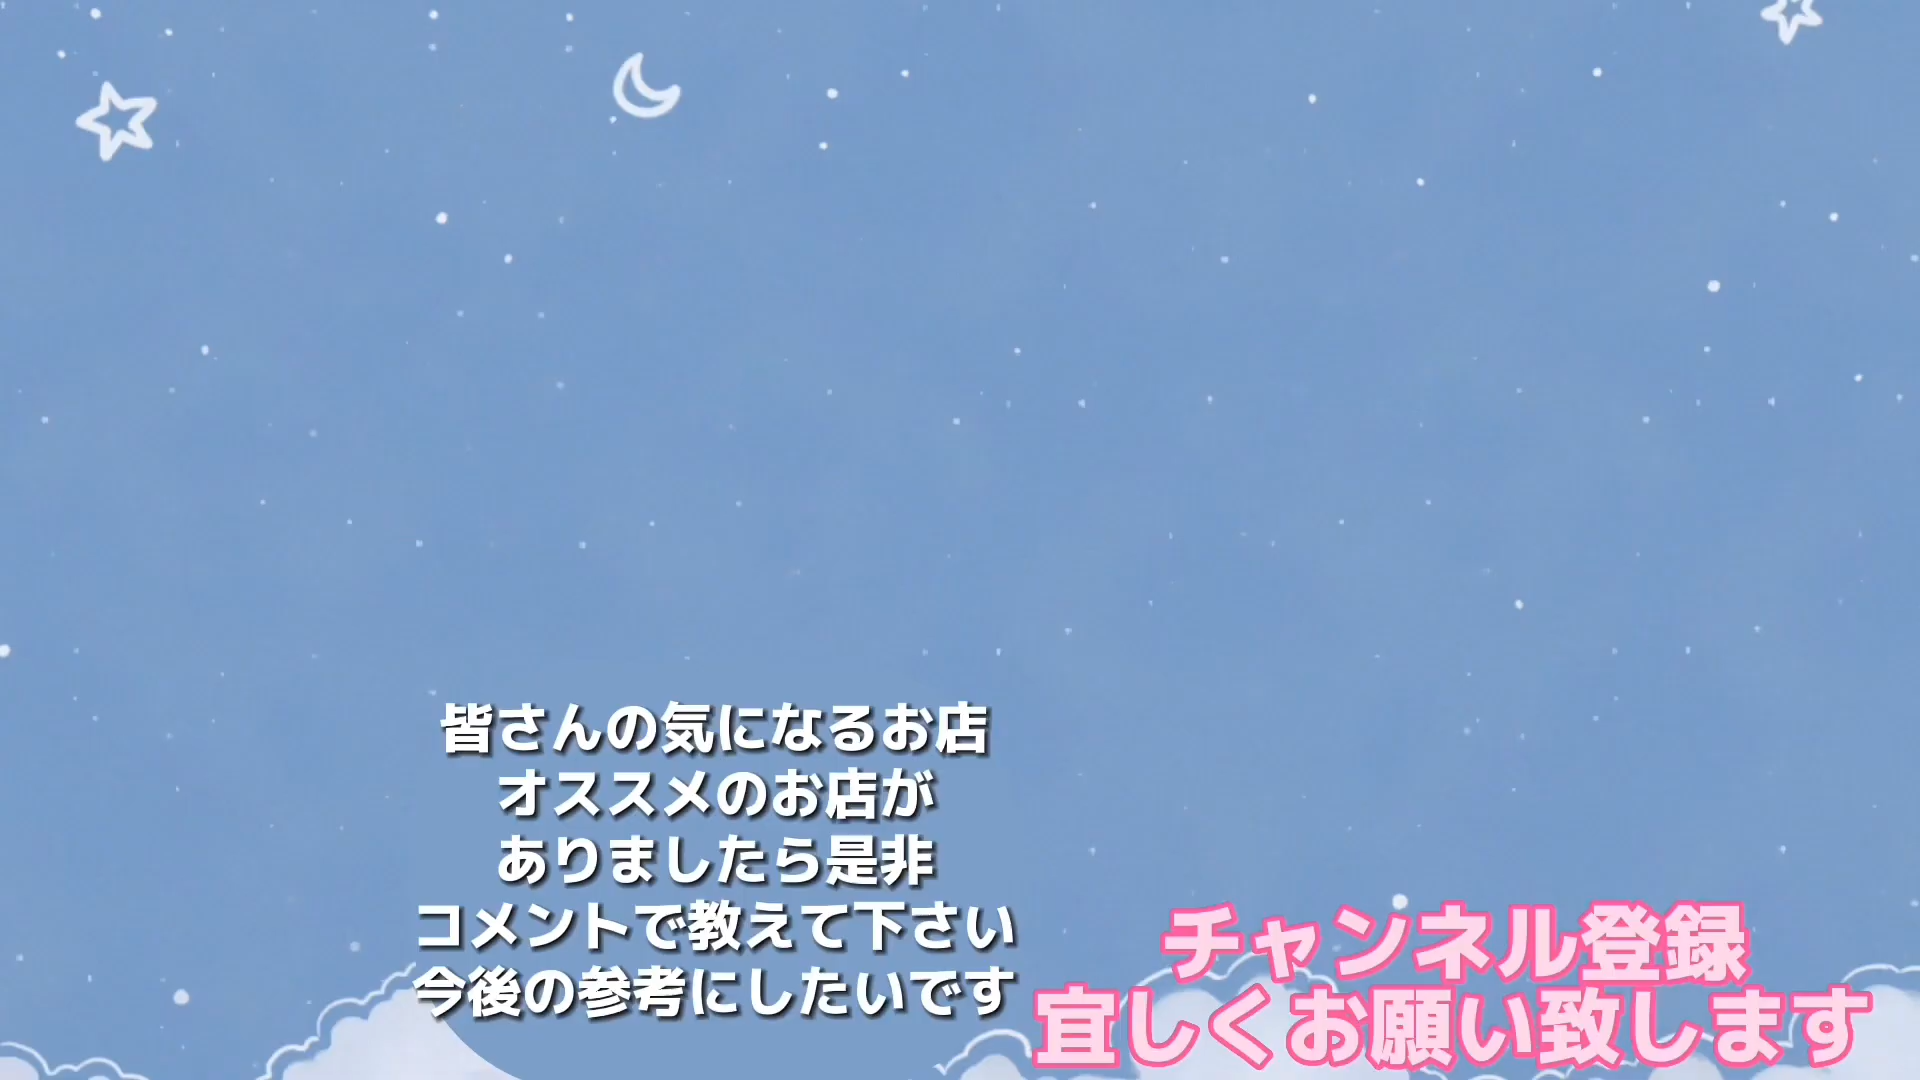 皆さんの気になるお店
オススメのお店が
ありましたら是非
コメントで教えて下さい
今後の参考にしたいです
チャンネル登録
宜しくお願い致します